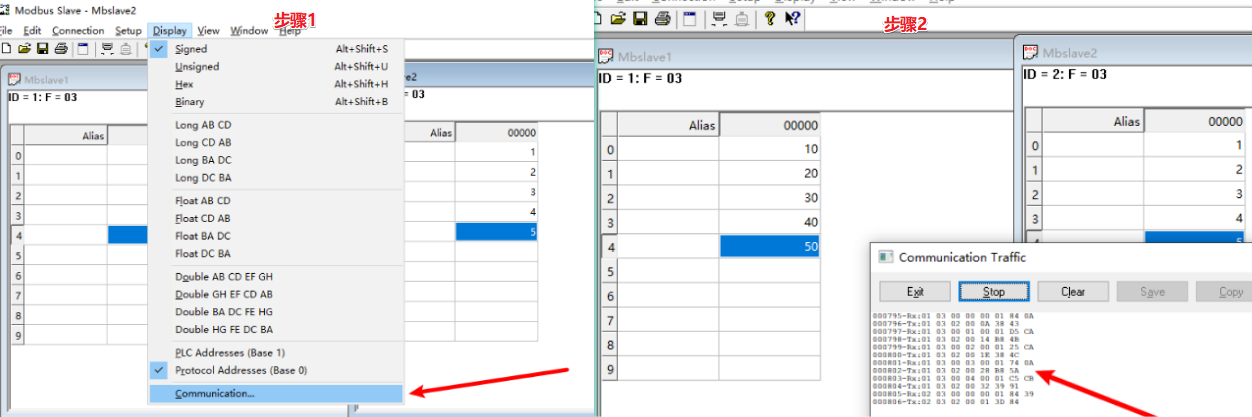 Modbus Slave - Mbslave2
步骤1
File Edit Connection Setup Display View Window Help
Mbslave1
ID = 1: F = 03
Alias
0
1
2
3
4
5
6
7
8
9
Signed Alt+Shift+S
Unsigned Alt+Shift+U
Hex Alt+Shift+H
Binary Alt+Shift+B
Long AB CD
Long CD AB
Long BA DC
Long DC BA
Float AB CD
Float CD AB
Float BA DC
Float DC BA
Double AB CD EF GH
Double GH EF CD AB
Double BA DC FE HG
Double HG FE DC BA
PLC Addresses (Base 1)
Protocol Addresses (Base 0)
Communication...
ve2
= 03
Alias 00000
1
2
3
4
5
步骤2
Mbslave1
ID = 1: F = 03
Alias 00000
0 10
1 20
2 30
3 40
4 50
5
6
7
8
9
Mbslave2
ID = 2: F = 03
Alias 00000
0 1
1 2
2 3
3 4
Communication Traffic
Exit Stop Clear Save Copy
000795-Rx:01 03 00 00 00 01 84 0A
000796-Tx:01 03 02 00 0A 38 43
000797-Rx:01 03 00 01 00 01 D5 CA
000798-Tx:01 03 02 00 14 B8 4B
000799-Rx:01 03 00 02 00 01 25 CA
000800-Tx:01 03 02 00 1E 38 4C
000801-Rx:01 03 00 03 00 01 74 0A
000802-Tx:01 03 02 00 28 B8 5A
000803-Rx:01 03 00 04 00 01 C5 CB
000804-Tx:01 03 02 00 32 39 91
000805-Rx:02 03 00 00 00 01 84 39
000806-Tx:02 03 02 00 01 3D 84